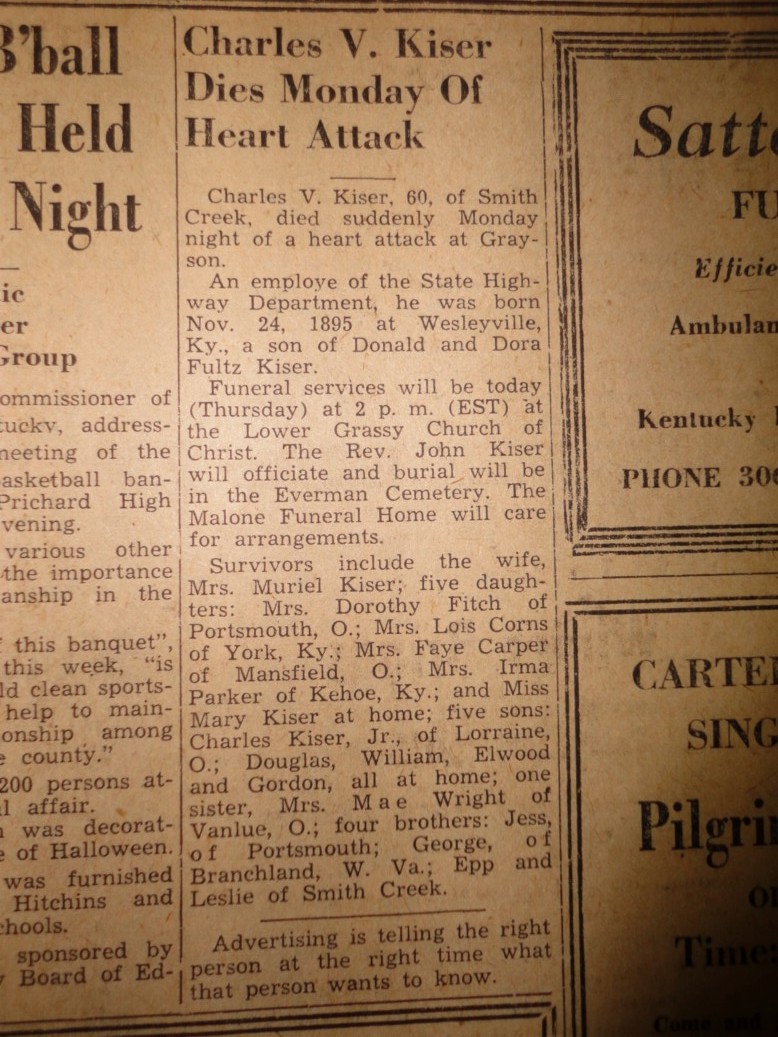 B'ball
Held
Night
ic
er
Group
ommissioner of
tucky, address-
meeting of the
asketball ban-
Prichard High
vening.
various other
the importance
anship in the
f this banquet",
this week, "is
ld clean sports-
help to main-
onship among
e county."
200 persons at-
l affair.
n was decorat-
e of Halloween.
was furnished
Hitchins and
chools.
sponsored by
y Board of Ed-
Charles V. Kiser
Dies Monday Of
Heart Attack
Charles V. Kiser, 60, of Smith
Creek, died suddenly Monday
night of a heart attack at Gray-
son.
An employe of the State High-
way Department, he was born
Nov. 24, 1895 at Wesleyville,
Ky., a son of Donald and Dora
Fultz Kiser.
Funeral services will be today
(Thursday) at 2 p. m. (EST) at
the Lower Grassy Church of
Christ. The Rev. John Kiser
will officiate and burial will be
in the Everman Cemetery. The
Malone Funeral Home will care
for arrangements.
Survivors include the wife,
Mrs. Muriel Kiser; five daugh-
ters: Mrs. Dorothy Fitch of
Portsmouth, O.; Mrs. Lois Corns
of York, Ky.; Mrs. Faye Carper
of Mansfield, O.; Mrs. Irma
Parker of Kehoe, Ky.; and Miss
Mary Kiser at home; five sons:
Charles Kiser, Jr., of Lorraine,
O.; Douglas, William, Elwood
and Gordon, all at home; one
sister, Mrs. Mae Wright of
Vanlue, O.; four brothers: Jess,
of Portsmouth; George, of
Branchland, W. Va.; Epp and
Leslie of Smith Creek.
Advertising is telling the right
person at the right time what
that person wants to know.
Satt
FU
Efficie
Ambulan
Kentucky
PHONE 306
CARTE
SING
Pilgri
o
Time
Come and